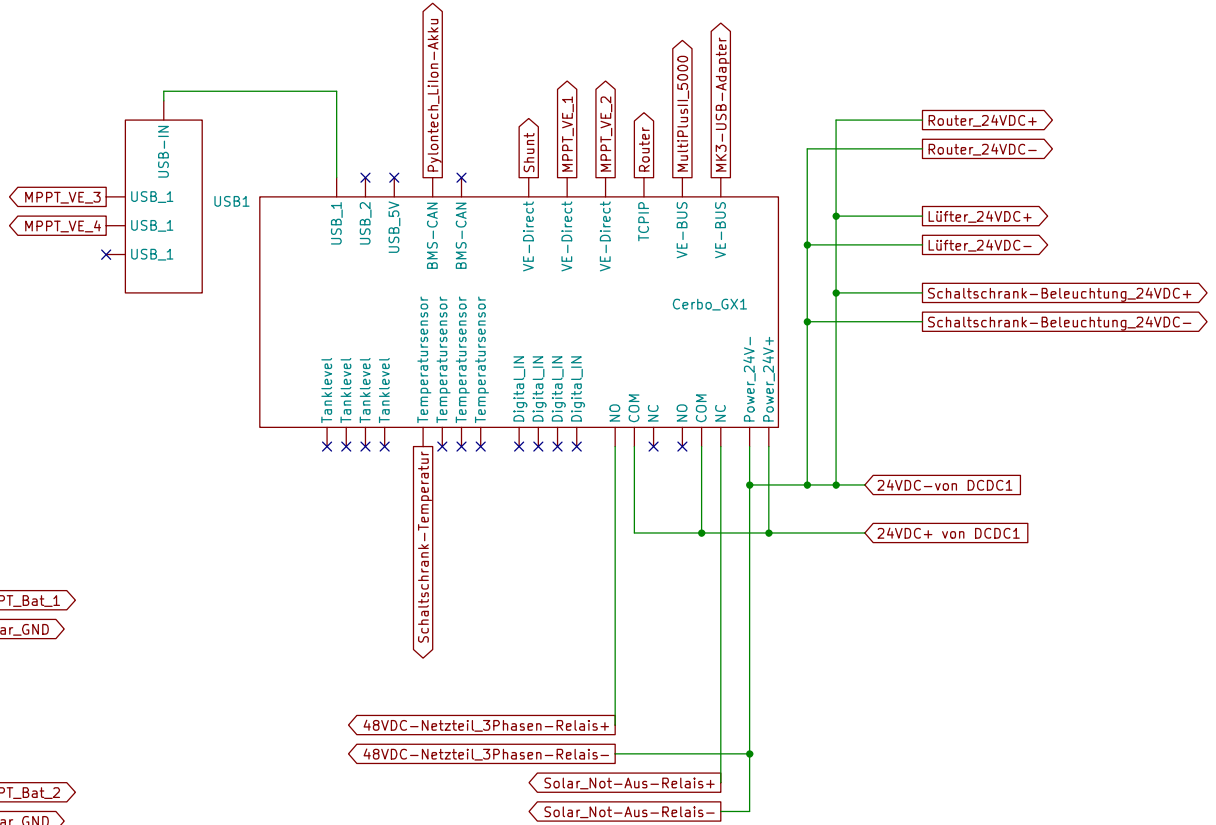 Pylontech_LiIon-Akku
Shunt
MPPT_VE_1
MPPT_VE_2
Router
MultiPlusII_5000
MK3-USB-Adapter
USB-IN
MPPT_VE_3
USB_1
MPPT_VE_4
USB_1
USB_1
USB1
USB_1
USB_2
USB_5V
BMS-CAN
BMS-CAN
VE-Direct
VE-Direct
VE-Direct
TCPIP
VE-BUS
VE-BUS
Cerbo_GX1
Tanklevel
Tanklevel
Tanklevel
Tanklevel
Temperatursensor
Temperatursensor
Temperatursensor
Temperatursensor
Digital_IN
Digital_IN
Digital_IN
Digital_IN
NO
COM
NC
NO
COM
NC
Power_24V-
Power_24V+
Router_24VDC+
Router_24VDC-
Lüfter_24VDC+
Lüfter_24VDC-
Schaltschrank-Beleuchtung_24VDC+
Schaltschrank-Beleuchtung_24VDC-
24VDC-von DCDC1
24VDC+ von DCDC1
Schaltschrank-Temperatur
PT_Bat_1
ar_GND
48VDC-Netzteil_3Phasen-Relais+
48VDC-Netzteil_3Phasen-Relais-
Solar_Not-Aus-Relais+
Solar_Not-Aus-Relais-
PT_Bat_2
ar_GND